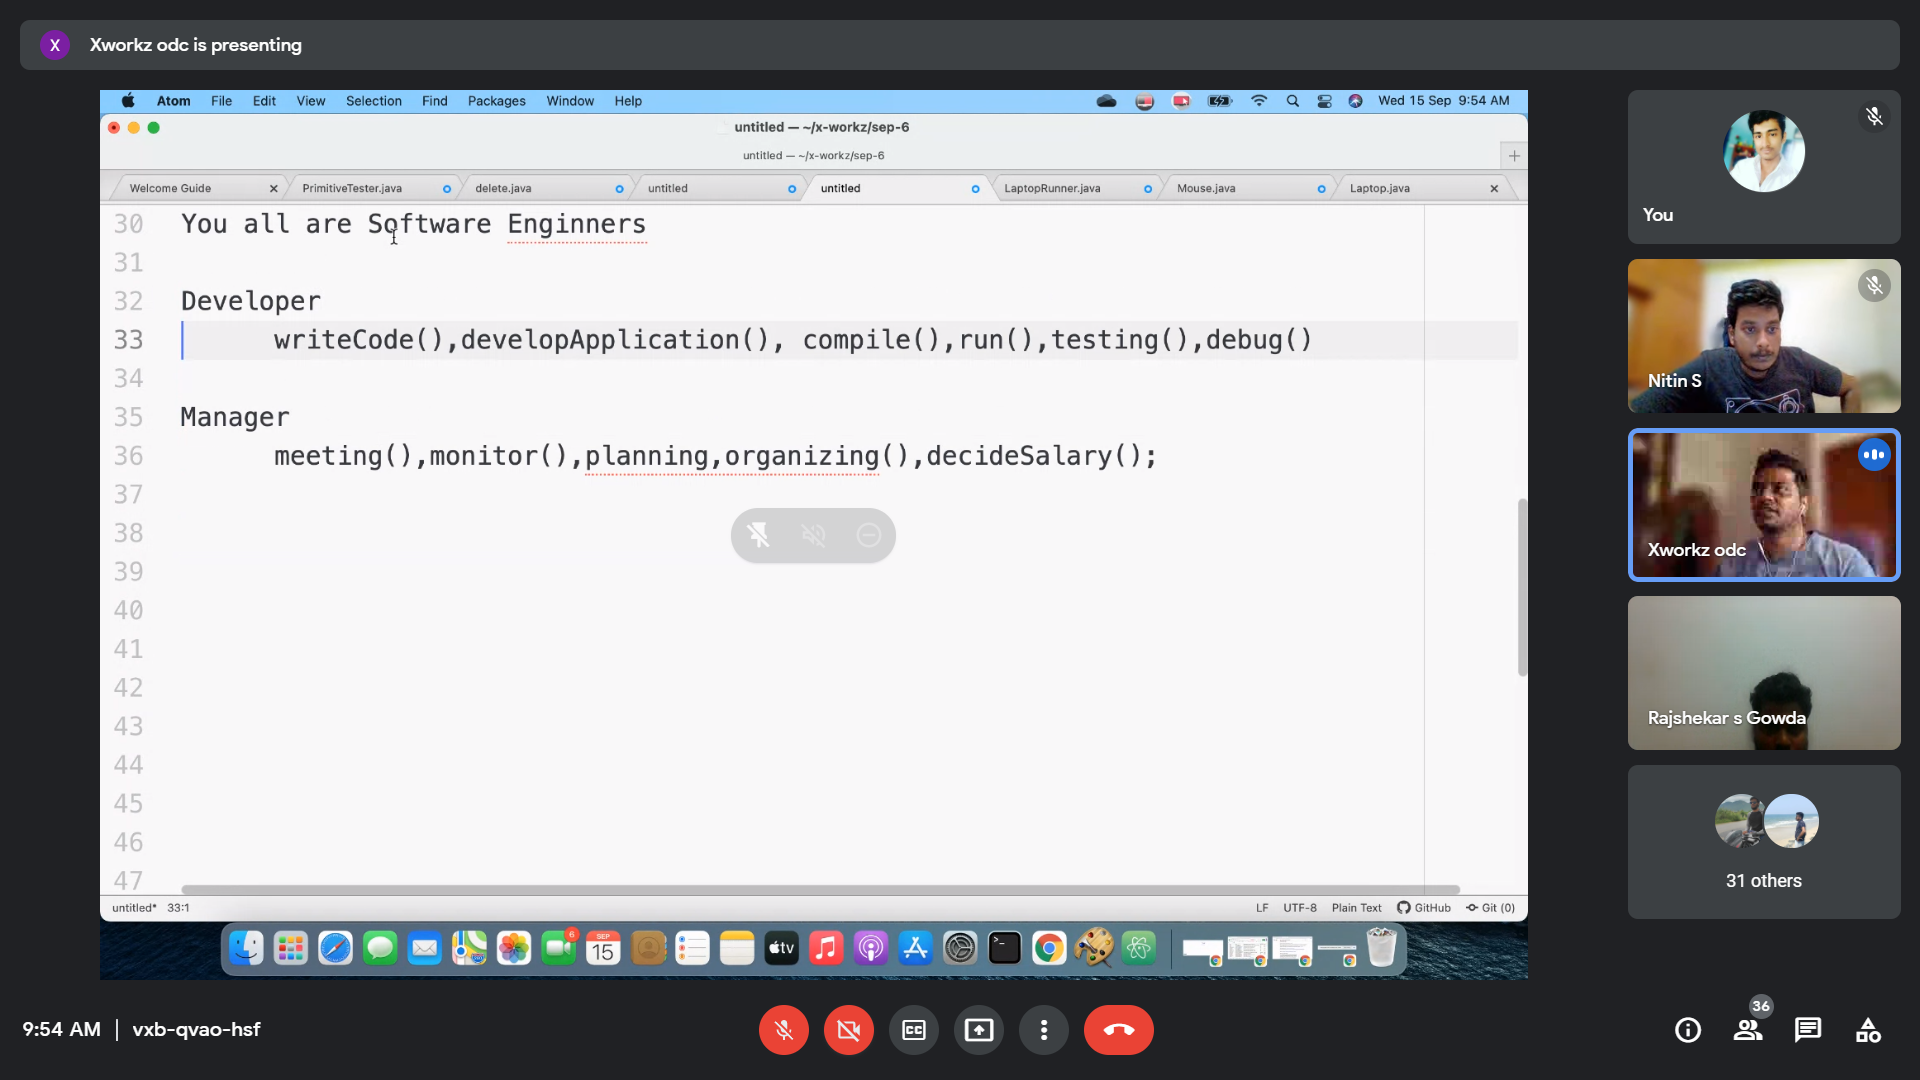 X Xworkz odc is presenting
Atom File Edit View Selection Find Packages Window Help Wed 15 Sep 9:54 AM
untitled — ~/x-workz/sep-6
untitled — ~/x-workz/sep-6
Welcome Guide PrimitiveTester.java delete.java untitled untitled LaptopRunner.java Mouse.java Laptop.java
30 You all are Software Enginners
31
32 Developer
33 writeCode(),developApplication(), compile(),run(),testing(),debug()
34
35 Manager
36 meeting(),monitor(),planning,organizing(),decideSalary();
37
38
39
40
41
42
43
44
45
46
47
untitled* 33:1 LF UTF-8 Plain Text GitHub Git (0)
6
SEP
15
tv
You
Nitin S
Xworkz odc
Rajshekar s Gowda
31 others
9:54 AM | vxb-qvao-hsf
CC
36